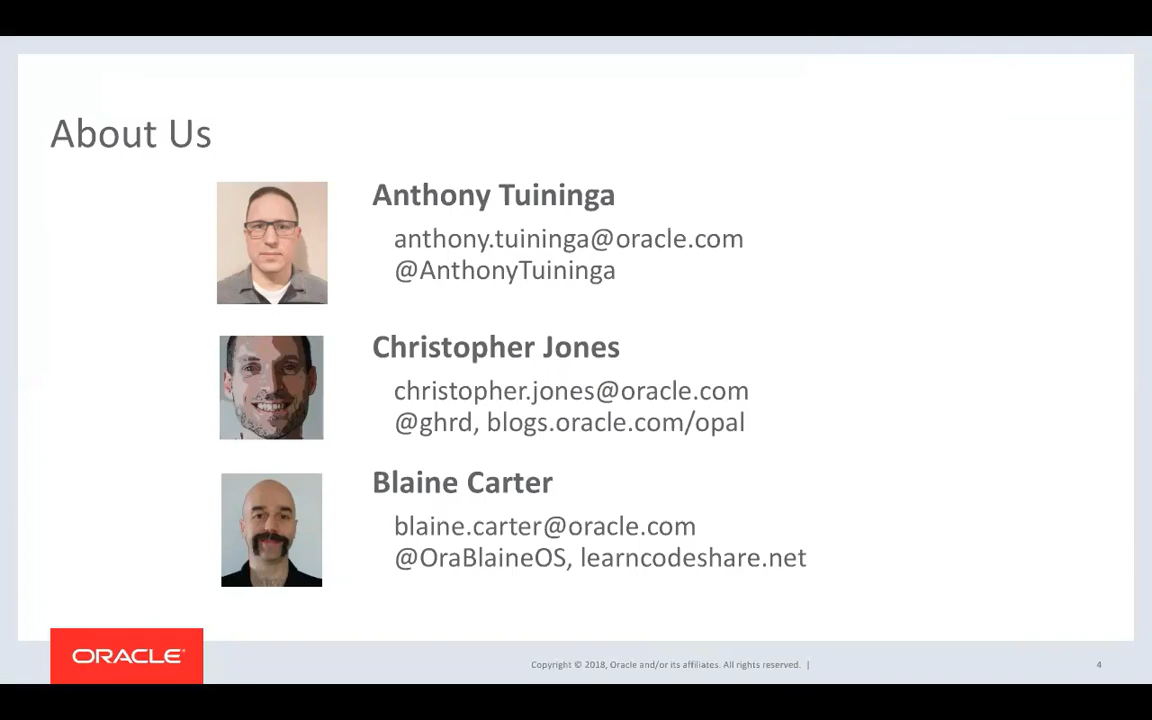 About Us
Anthony Tuininga
anthony.tuininga@oracle.com
@AnthonyTuininga
Christopher Jones
christopher.jones@oracle.com
@ghrd, blogs.oracle.com/opal
Blaine Carter
blaine.carter@oracle.com
@OraBlaineOS, learncodeshare.net
ORACLE®
Copyright © 2018, Oracle and/or its affiliates. All rights reserved. |
4